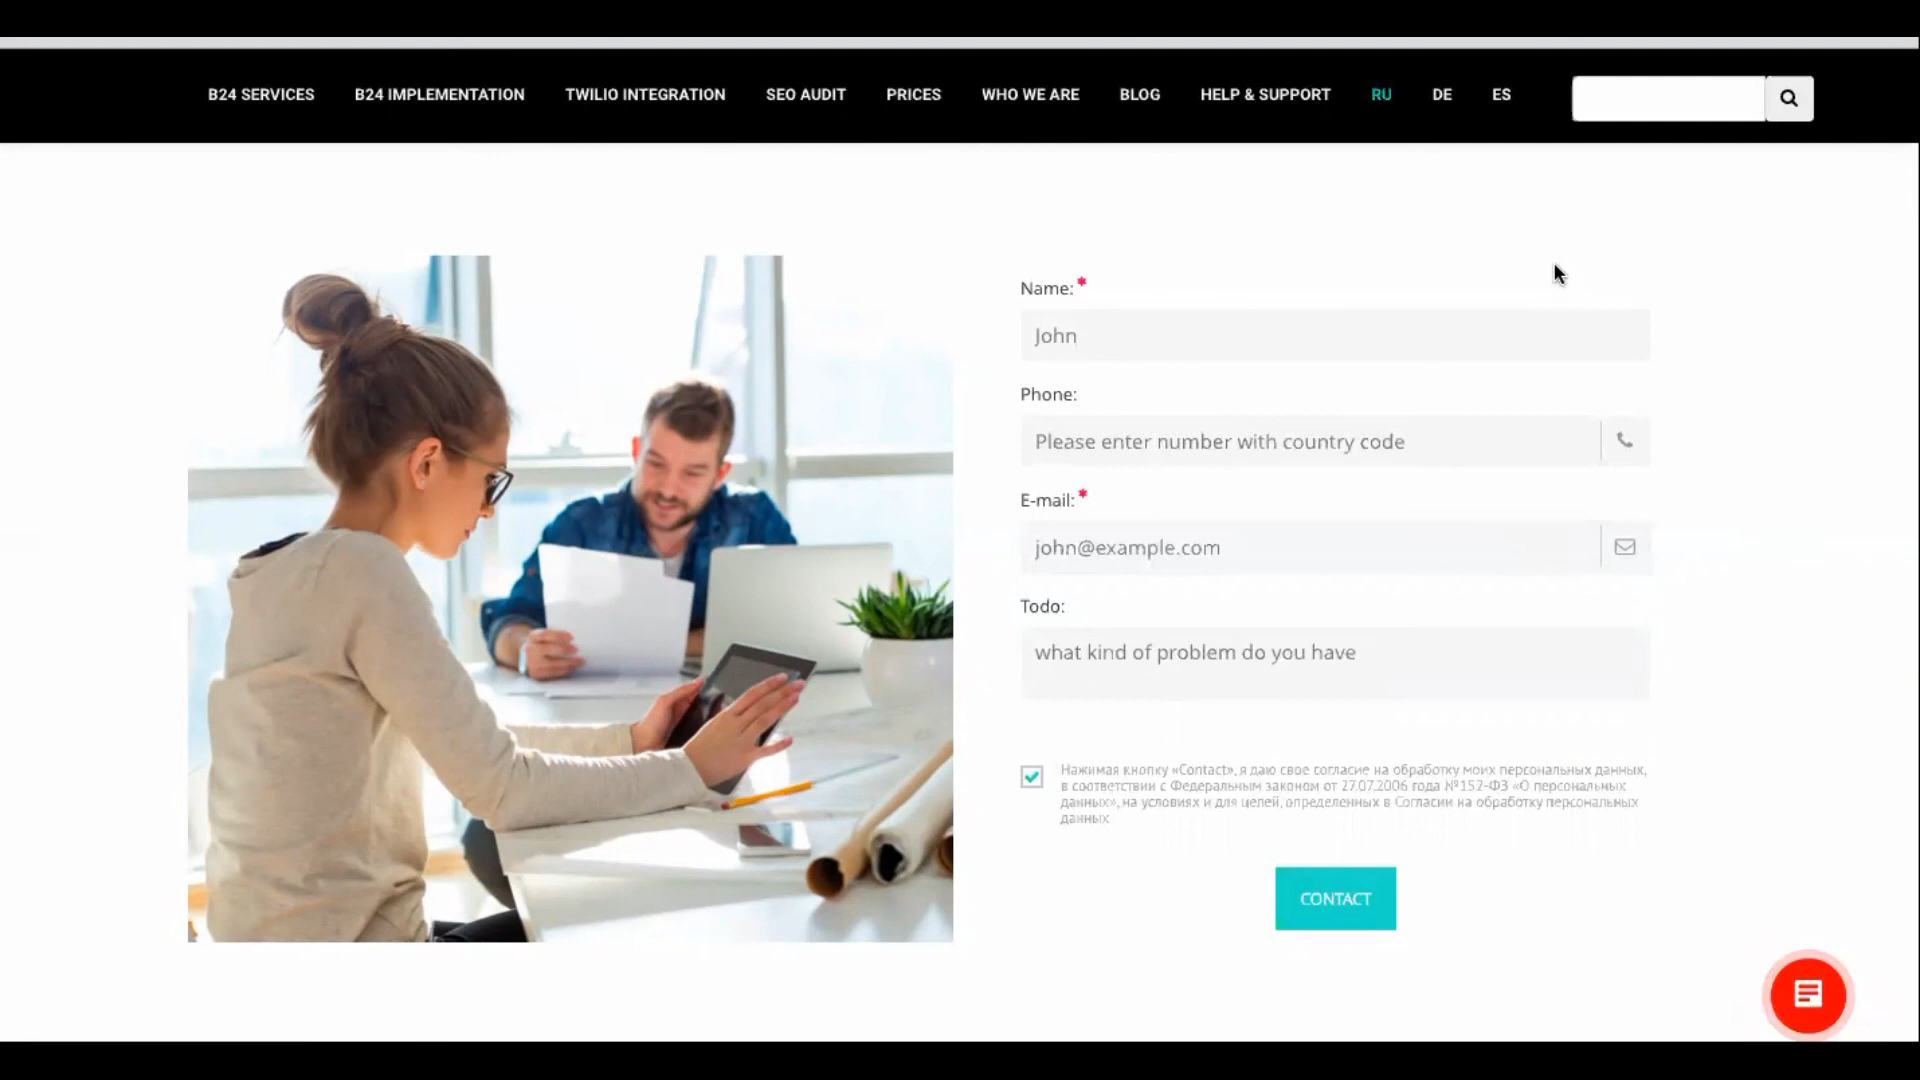 B24 SERVICES B24 IMPLEMENTATION TWILIO INTEGRATION SEO AUDIT PRICES WHO WE ARE BLOG HELP & SUPPORT RU DE ES
Name: *
John
Phone:
Please enter number with country code
E-mail: *
john@example.com
Todo:
what kind of problem do you have
Нажимая кнопку «Contact», я даю свое согласие на обработку моих персональных данных,
в соответствии с Федеральным законом от 27.07.2006 года №152-ФЗ «О персональных
данных», на условиях и для целей, определенных в Согласии на обработку персональных
данных
CONTACT